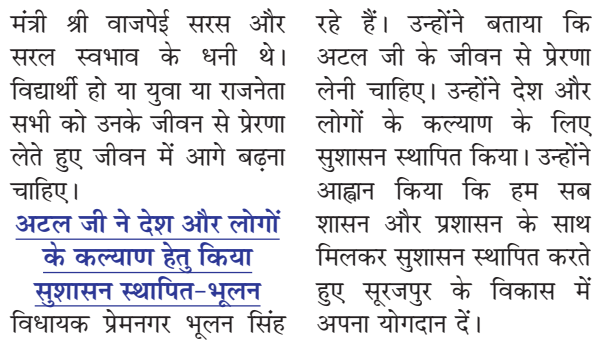 मंत्री श्री वाजपेई सरस और
सरल स्वभाव के धनी थे।
विद्यार्थी हो या युवा या राजनेता
सभी को उनके जीवन से प्रेरणा
लेते हुए जीवन में आगे बढ़ना
चाहिए।
अटल जी ने देश और लोगों
के कल्याण हेतु किया
सुशासन स्थापित-भूलन
विधायक प्रेमनगर भूलन सिंह
रहे हैं। उन्होंने बताया कि
अटल जी के जीवन से प्रेरणा
लेनी चाहिए। उन्होंने देश और
लोगों के कल्याण के लिए
सुशासन स्थापित किया। उन्होंने
आह्वान किया कि हम सब
शासन और प्रशासन के साथ
मिलकर सुशासन स्थापित करते
हुए सूरजपुर के विकास में
अपना योगदान दें।